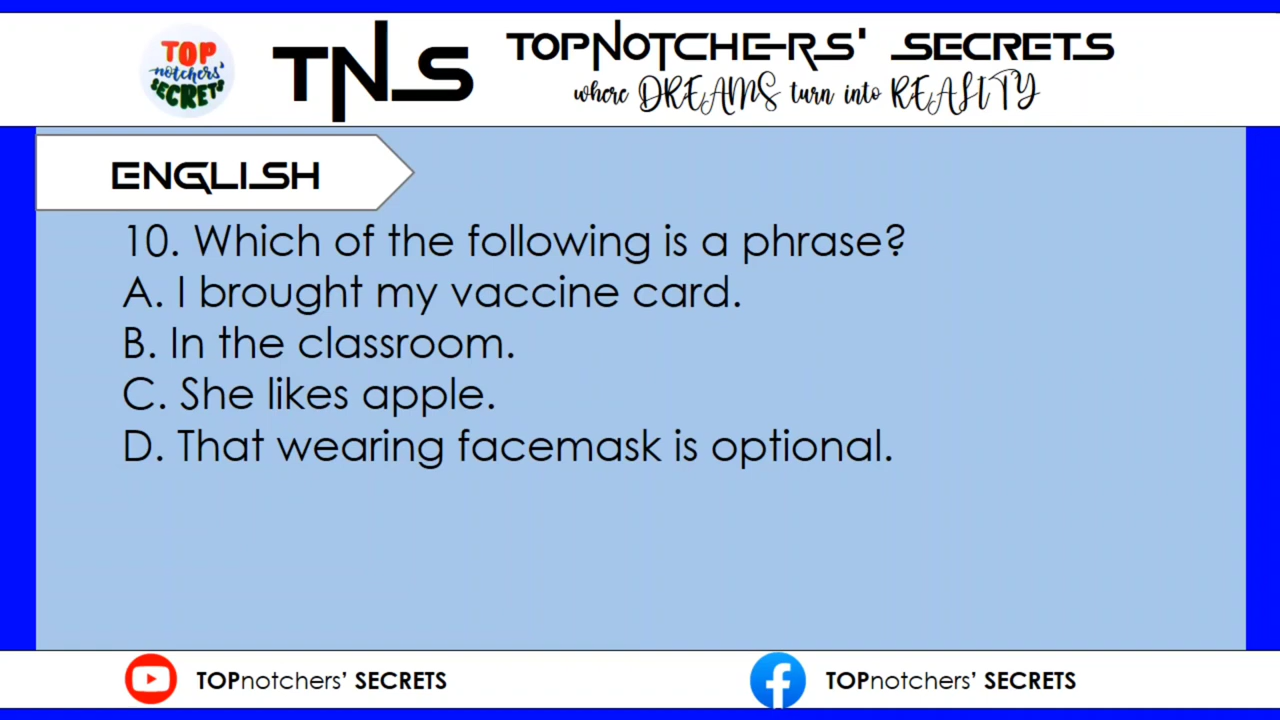 TOP
notchers'
SECRETS
TNS
TOPNOTCHERS' SECRETS
where DREAMS turn into REALITY
ENGLISH
10. Which of the following is a phrase?
A. I brought my vaccine card.
B. In the classroom.
C. She likes apple.
D. That wearing facemask is optional.
TOPnotchers' SECRETS
TOPnotchers' SECRETS